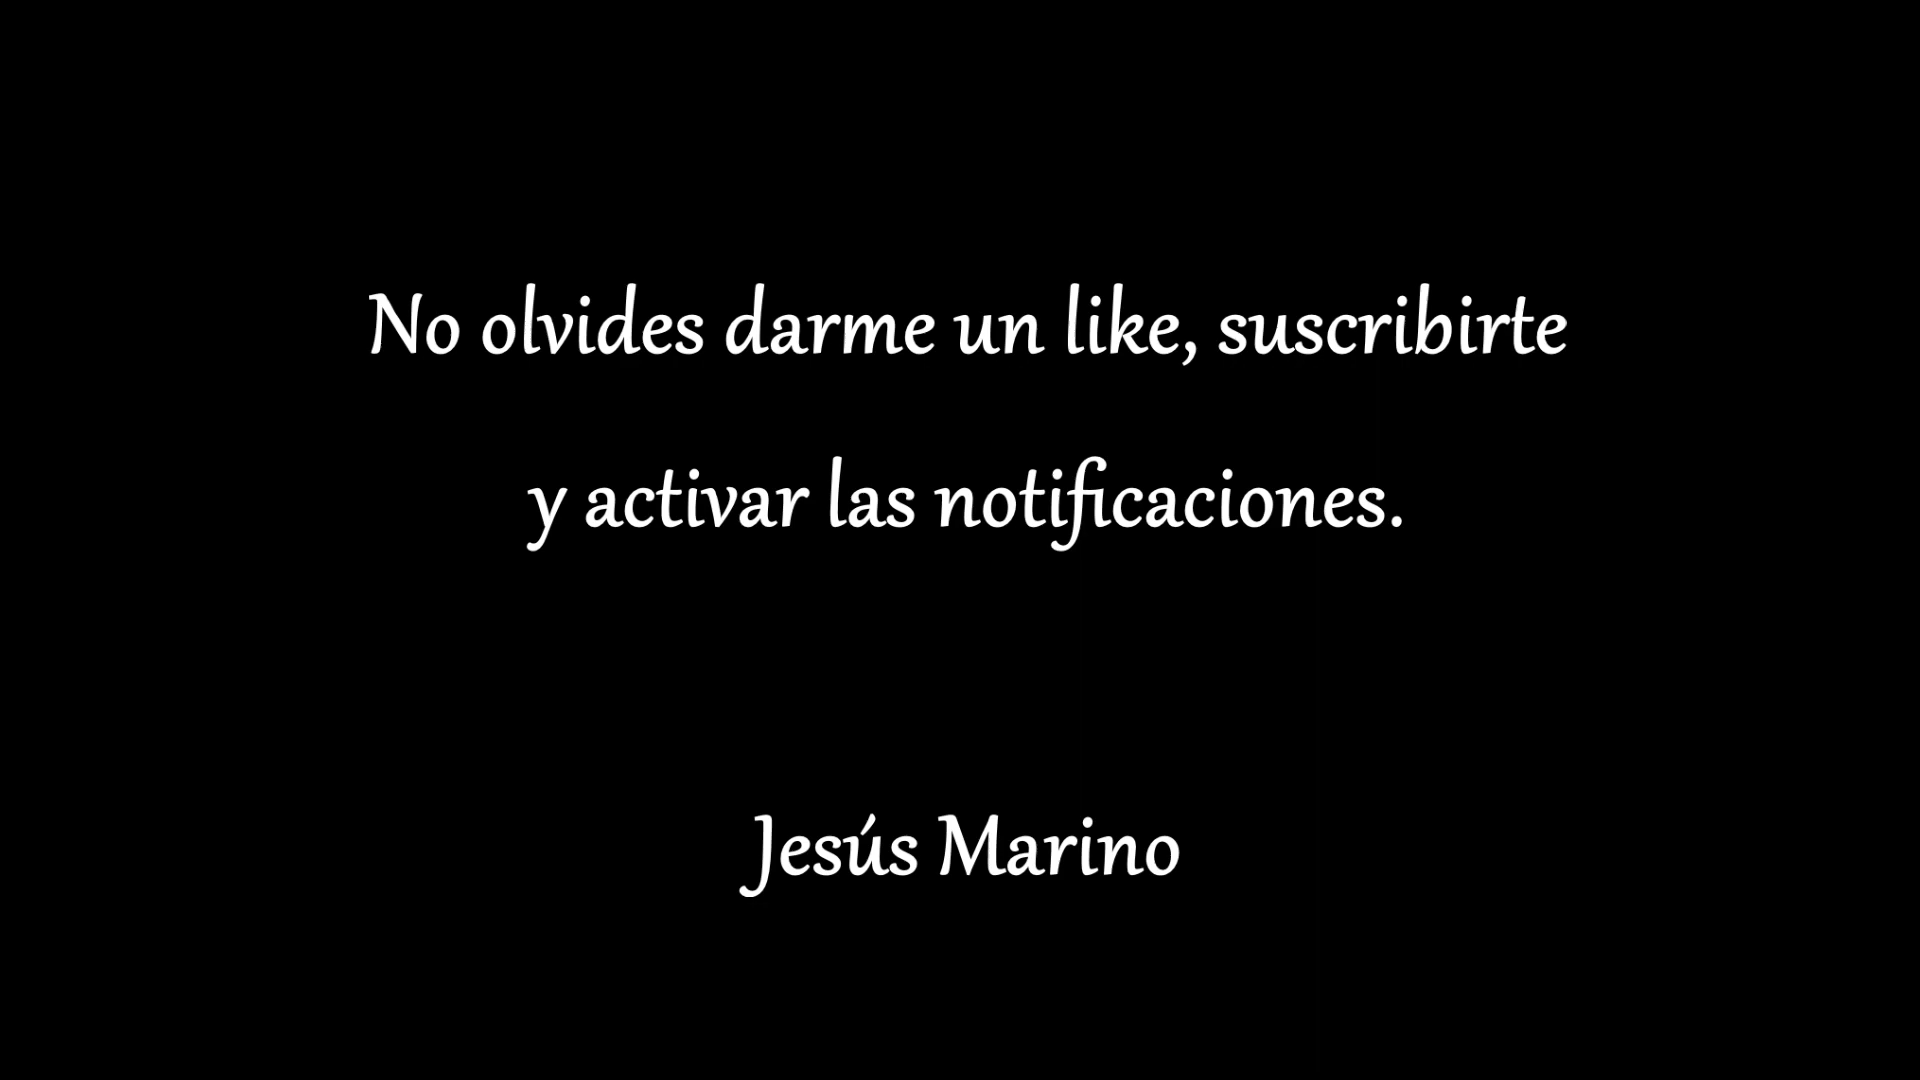 No olvides darme un like, suscribirte
y activar las notificaciones.
Jesús Marino